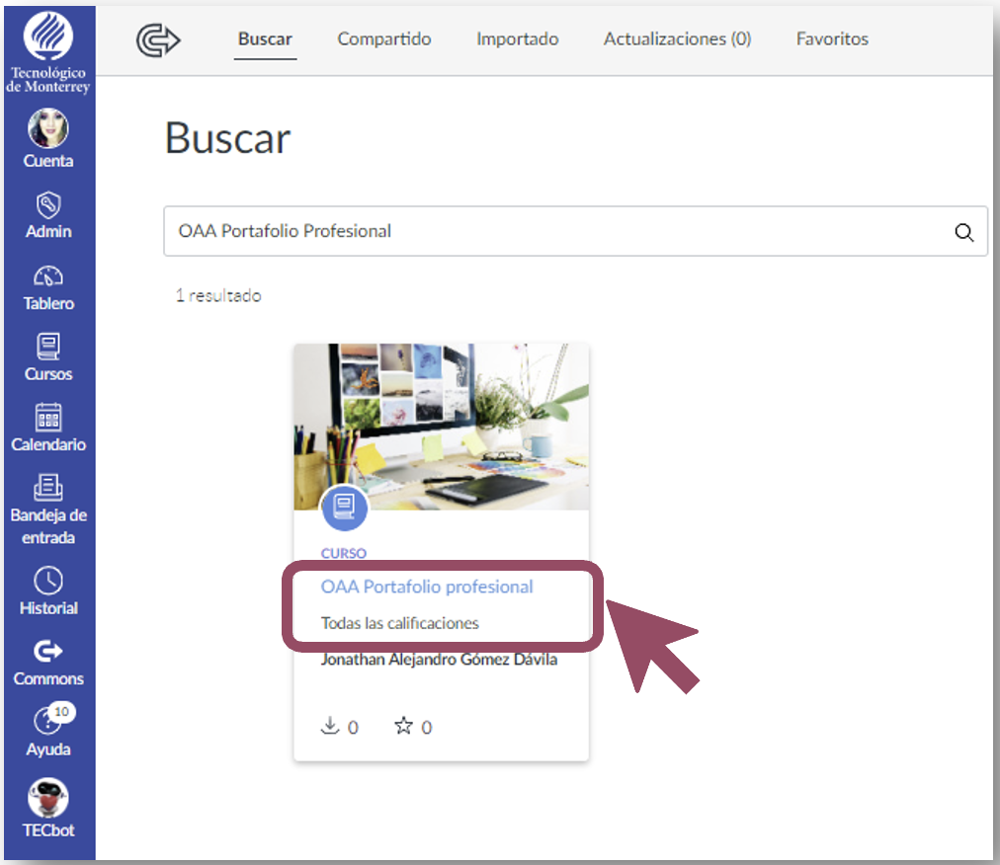 Tecnológico
de Monterrey
Cuenta
Admin
Tablero
Cursos
Calendario
Bandeja de
entrada
Historial
Commons
10
Ayuda
TECbot
Buscar
Compartido
Importado
Actualizaciones (0)
Favoritos
Buscar
OAA Portafolio Profesional
1 resultado
CURSO
OAA Portafolio profesional
Todas las calificaciones
Jonathan Alejandro Gómez Dávila
0
0